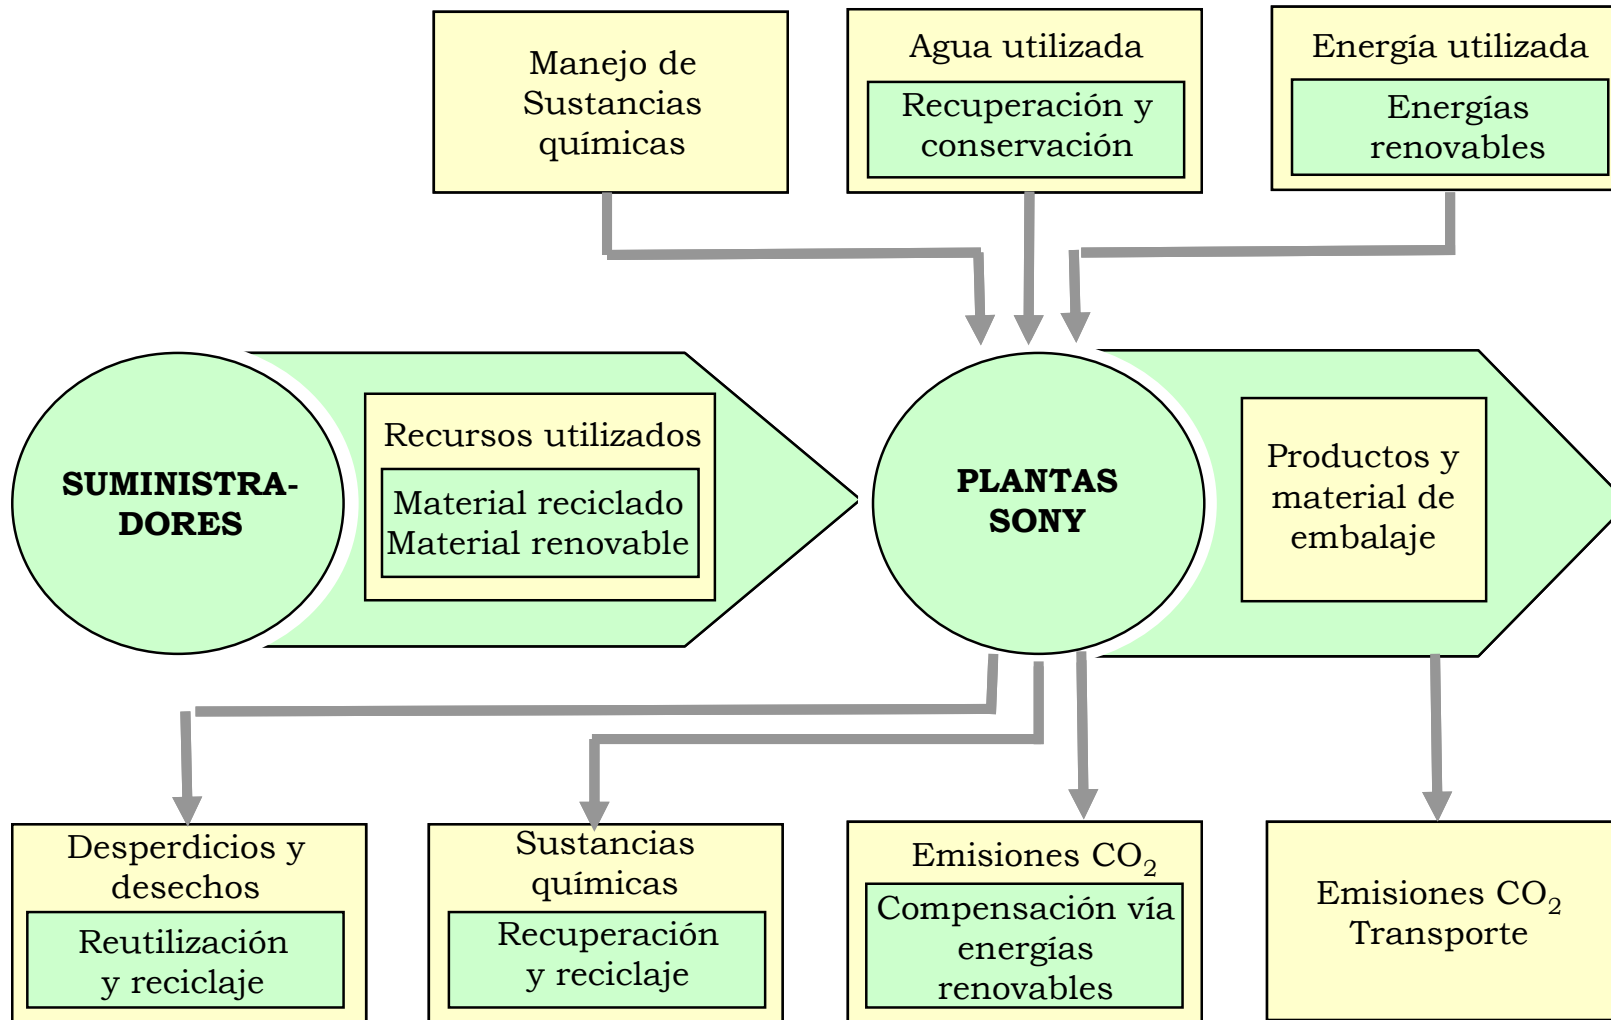 Manejo de
Sustancias
químicas
Agua utilizada
Recuperación y
conservación
Energía utilizada
Energías
renovables
SUMINISTRA-
DORES
Recursos utilizados
Material reciclado
Material renovable
PLANTAS
SONY
Productos y
material de
embalaje
Desperdicios y
desechos
Reutilización
y reciclaje
Sustancias
químicas
Recuperación
y reciclaje
Emisiones CO₂
Compensación vía
energías
renovables
Emisiones CO₂
Transporte